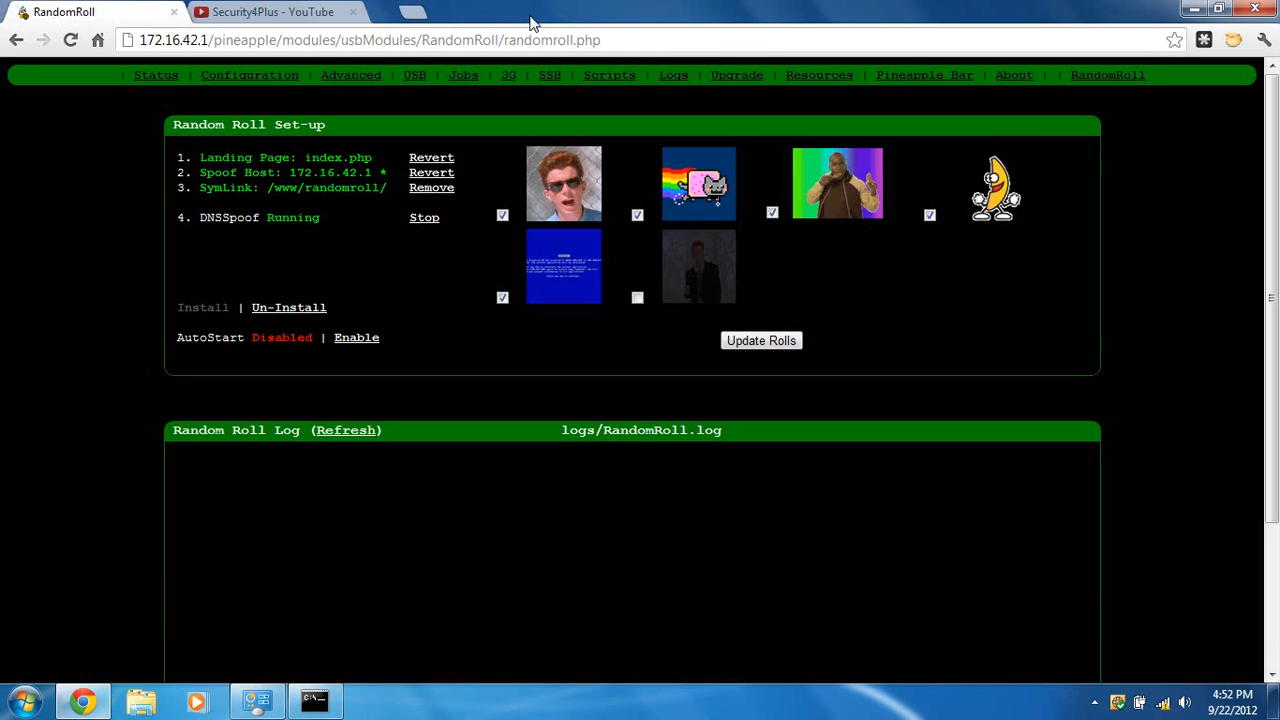 RandomRoll
Security4Plus - YouTube
172.16.42.1/pineapple/modules/usbModules/RandomRoll/randomroll.php
| Status | Configuration | Advanced | USB | Jobs | 3G | SSH | Scripts | Logs | Upgrade | Resources | Pineapple Bar | About | | RandomRoll
Random Roll Set-up
1. Landing Page: index.php Revert
2. Spoof Host: 172.16.42.1 * Revert
3. SymLink: /www/randomroll/ Remove
4. DNSSpoof Running Stop
Install | Un-Install
AutoStart Disabled | Enable
Update Rolls
Random Roll Log (Refresh) logs/RandomRoll.log
C:\.
4:52 PM
9/22/2012